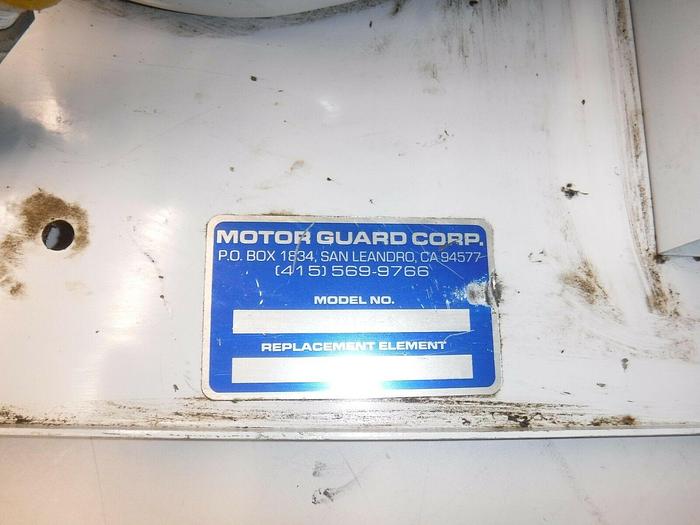 MOTOR GUARD CORP.
P.O. BOX 1834, SAN LEANDRO, CA 94577
(415) 569-9766
MODEL NO.
REPLACEMENT ELEMENT